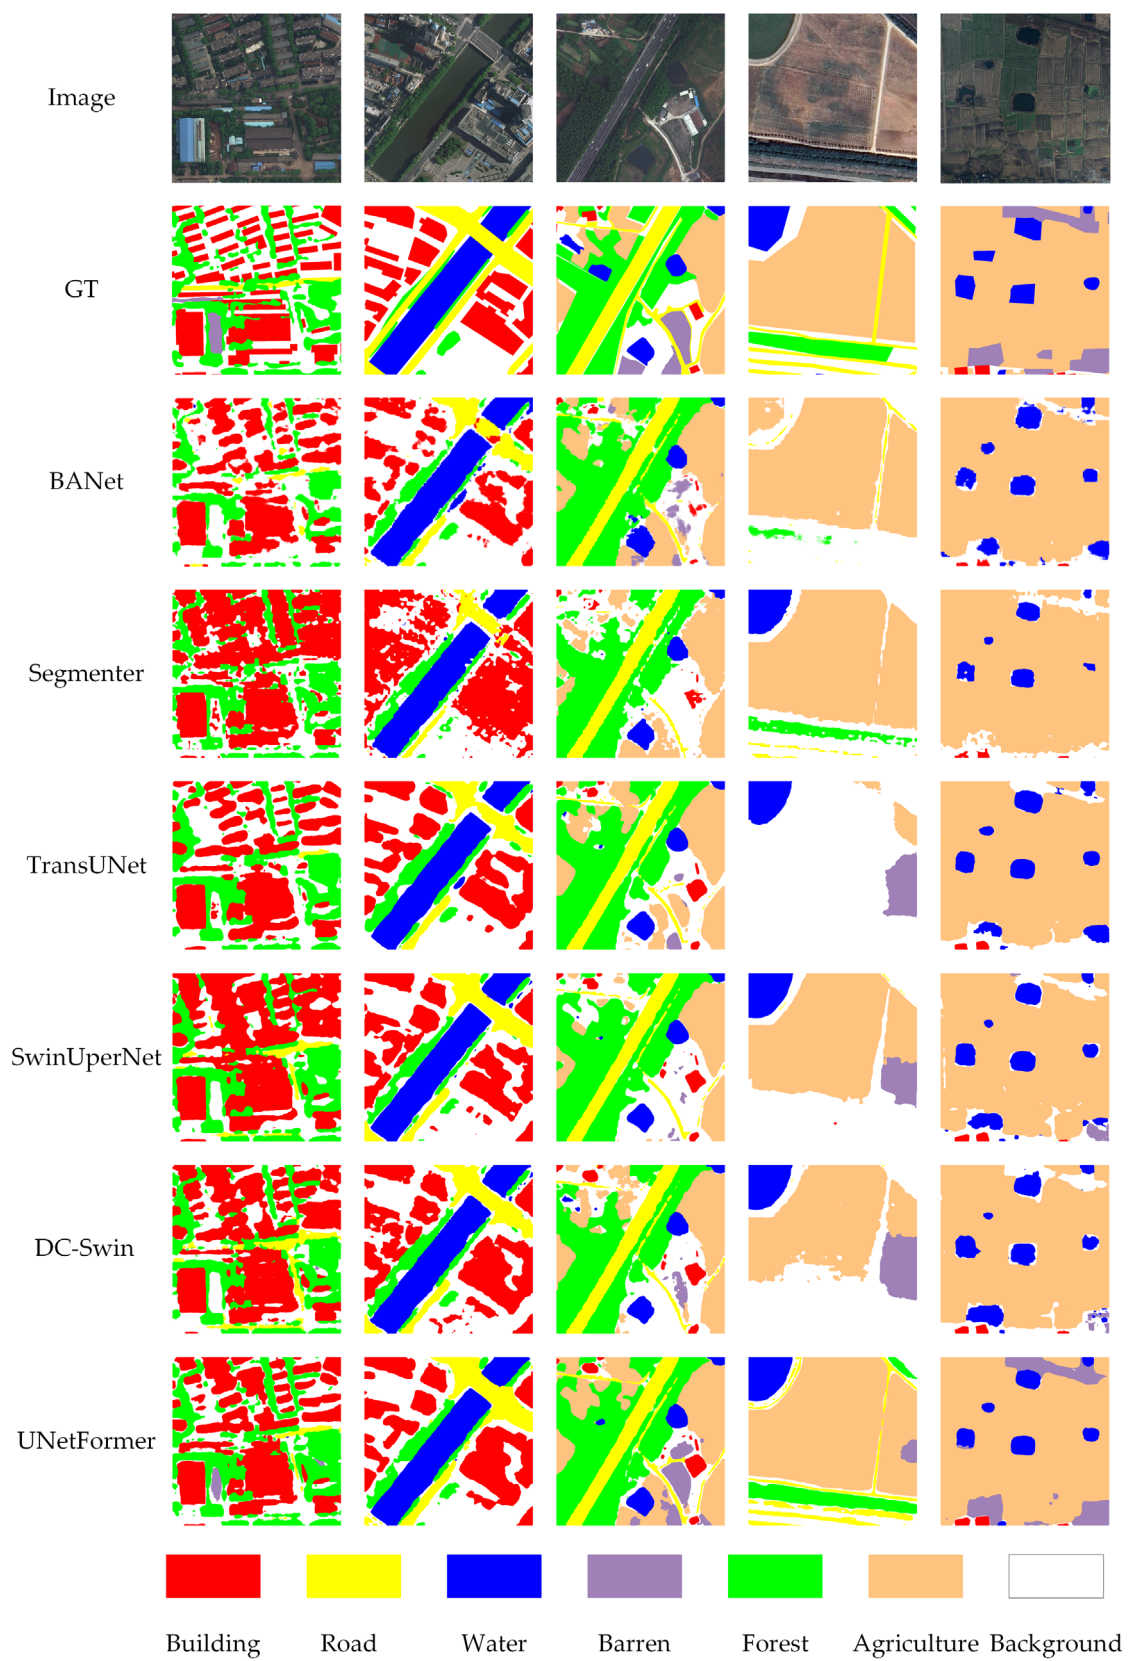 Image
GT
BANet
Segmenter
TransUNet
SwinUperNet
DC-Swin
UNetFormer
Building Road Water Barren Forest Agriculture Background